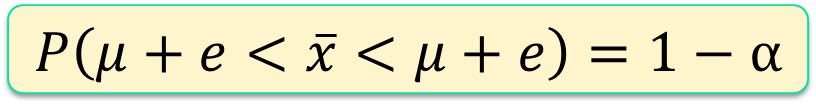 P(μ + e < x̄ < μ + e) = 1 − α